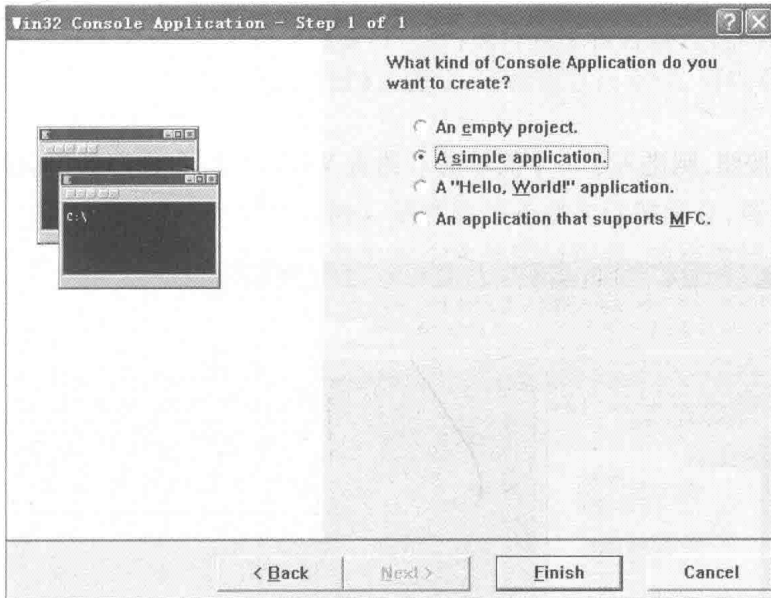 Win32 Console Application - Step 1 of 1
What kind of Console Application do you
want to create?
An empty project.
A simple application.
A "Hello, World!" application.
An application that supports MFC.
C:\
< Back
Next >
Finish
Cancel